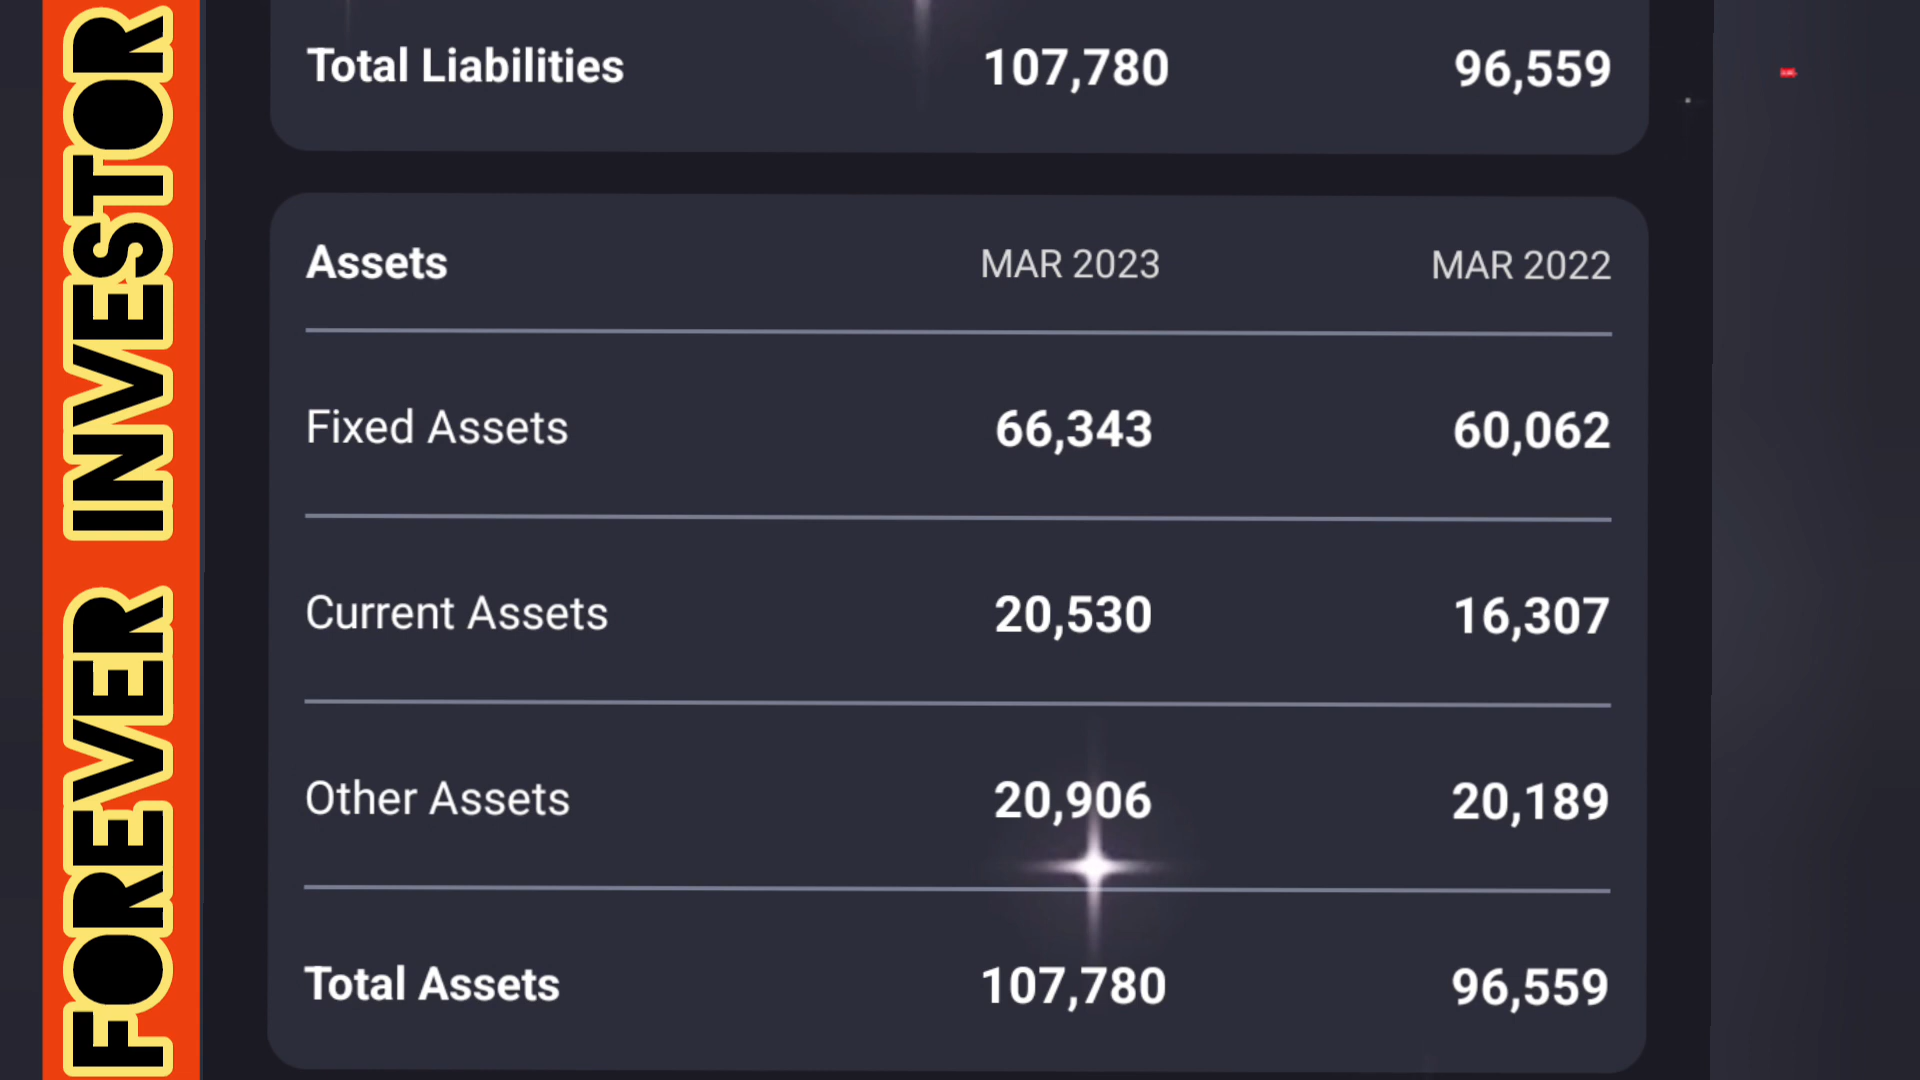 FOREVER INVESTOR
Total Liabilities 107,780 96,559
Assets MAR 2023 MAR 2022
Fixed Assets 66,343 60,062
Current Assets 20,530 16,307
Other Assets 20,906 20,189
Total Assets 107,780 96,559